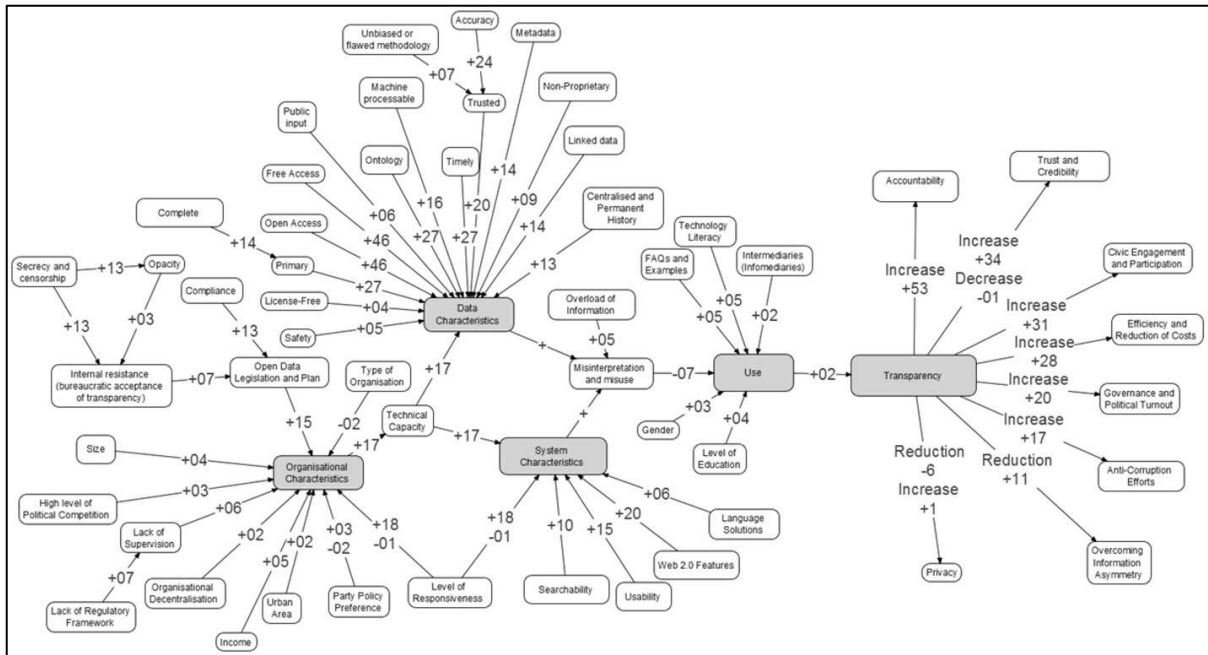 Accuracy
Unbiased or
flawed methodology
Metadata
+24
+07
Machine
processable
Trusted
Non-Proprietary
Public
input
Ontology
Timely
Linked data
Free Access
+14
Trust and
Credibility
Accountability
Complete
Open Access
+06
+16
+20
+09
Centralised and
Permanent
History
+46
+27
+27
+14
Technology
Literacy
FAQs and
Examples
Intermediaries
(Infomediaries)
+14
+46
+13
Increase
+34
Decrease
-01
Civic Engagement
and Participation
Secrecy and
censorship
+13
Opacity
Primary
+27
Increase
+53
Compliance
License-Free
+04
Data
Characteristics
Overload of
Information
+05
+05
+02
Increase
+31
Efficiency and
Reduction of Costs
+13
+03
Safety
+05
+05
+
Increase
+28
+13
Internal resistance
(bureaucratic acceptance
of transparency)
+07
Open Data
Legislation and Plan
Type of
Organisation
+17
Misinterpretation
and misuse
-07
Use
+02
Transparency
Increase
+20
Governance and
Political Turnout
+15
-02
Technical
Capacity
+17
+
Gender
+03
+04
Increase
+17
Size
+04
Organisational
Characteristics
+17
System
Characteristics
Level of
Education
Reduction
-6
Increase
+1
Reduction
+11
Anti-Corruption
Efforts
High level of
Political Competition
+03
+06
Language
Solutions
Lack of
Supervision
+06
+02
+05
+02
+03
-02
+18
-01
+18
-01
+10
+15
+20
Web 2.0 Features
+07
Organisational
Decentralisation
Urban
Area
Party Policy
Preference
Level of
Responsiveness
Searchability
Usability
Privacy
Overcoming
Information
Asymmetry
Lack of Regulatory
Framework
Income